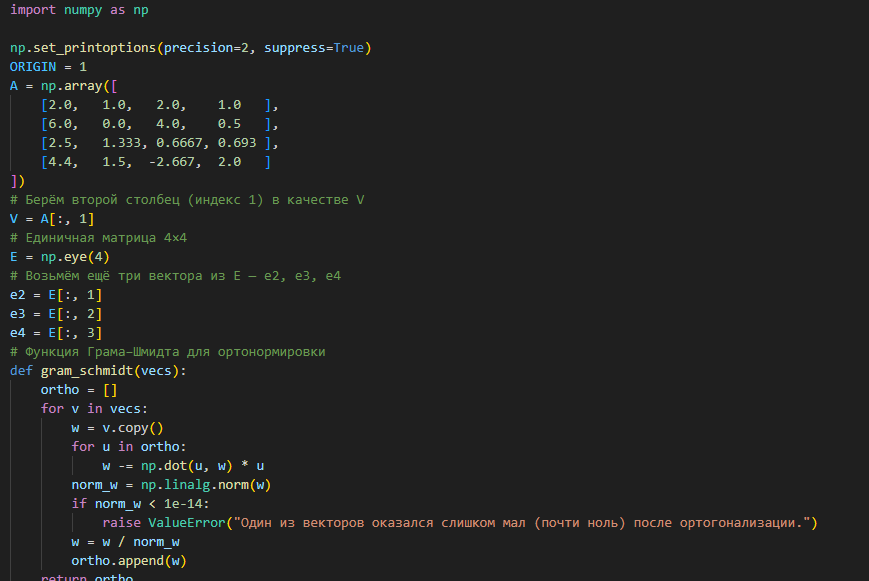 import numpy as np
np.set_printoptions(precision=2, suppress=True)
ORIGIN = 1
A = np.array([
    [2.0,   1.0,   2.0,    1.0   ],
    [6.0,   0.0,   4.0,    0.5   ],
    [2.5,   1.333, 0.6667, 0.693 ],
    [4.4,   1.5,  -2.667,  2.0   ]
])
# Берём второй столбец (индекс 1) в качестве V
V = A[:, 1]
# Единичная матрица 4×4
E = np.eye(4)
# Возьмём ещё три вектора из E — e2, e3, e4
e2 = E[:, 1]
e3 = E[:, 2]
e4 = E[:, 3]
# Функция Грама–Шмидта для ортонормировки
def gram_schmidt(vecs):
    ortho = []
    for v in vecs:
        w = v.copy()
        for u in ortho:
            w -= np.dot(u, w) * u
        norm_w = np.linalg.norm(w)
        if norm_w < 1e-14:
            raise ValueError("Один из векторов оказался слишком мал (почти ноль) после ортогонализации.")
        w = w / norm_w
        ortho.append(w)
    return ortho